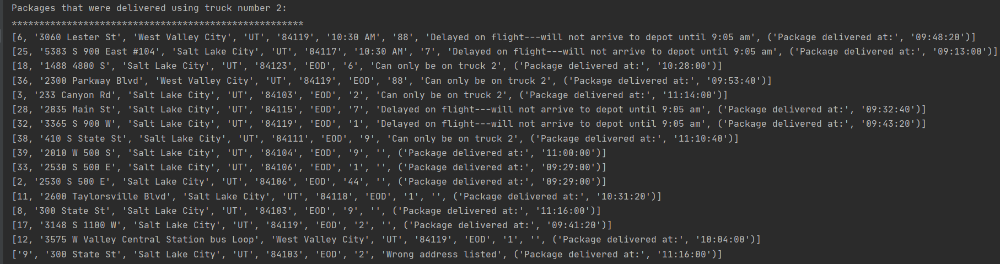 Packages that were delivered using truck number 2:
*****************************************************
[6, '3060 Lester St', 'West Valley City', 'UT', '84119', '10:30 AM', '88', 'Delayed on flight---will not arrive to depot until 9:05 am', ('Package delivered at:', '09:48:20')]
[25, '5383 S 900 East #104', 'Salt Lake City', 'UT', '84117', '10:30 AM', '7', 'Delayed on flight---will not arrive to depot until 9:05 am', ('Package delivered at:', '09:13:00')]
[18, '1488 4800 S', 'Salt Lake City', 'UT', '84123', 'EOD', '6', 'Can only be on truck 2', ('Package delivered at:', '10:28:00')]
[36, '2300 Parkway Blvd', 'West Valley City', 'UT', '84119', 'EOD', '88', 'Can only be on truck 2', ('Package delivered at:', '09:53:40')]
[3, '233 Canyon Rd', 'Salt Lake City', 'UT', '84103', 'EOD', '2', 'Can only be on truck 2', ('Package delivered at:', '11:14:00')]
[28, '2835 Main St', 'Salt Lake City', 'UT', '84115', 'EOD', '7', 'Delayed on flight---will not arrive to depot until 9:05 am', ('Package delivered at:', '09:32:40')]
[32, '3365 S 900 W', 'Salt Lake City', 'UT', '84119', 'EOD', '1', 'Delayed on flight---will not arrive to depot until 9:05 am', ('Package delivered at:', '09:43:20')]
[38, '410 S State St', 'Salt Lake City', 'UT', '84111', 'EOD', '9', 'Can only be on truck 2', ('Package delivered at:', '11:10:40')]
[39, '2010 W 500 S', 'Salt Lake City', 'UT', '84104', 'EOD', '9', '', ('Package delivered at:', '11:00:00')]
[33, '2530 S 500 E', 'Salt Lake City', 'UT', '84106', 'EOD', '1', '', ('Package delivered at:', '09:29:00')]
[2, '2530 S 500 E', 'Salt Lake City', 'UT', '84106', 'EOD', '44', '', ('Package delivered at:', '09:29:00')]
[11, '2600 Taylorsville Blvd', 'Salt Lake City', 'UT', '84118', 'EOD', '1', '', ('Package delivered at:', '10:31:20')]
[8, '300 State St', 'Salt Lake City', 'UT', '84103', 'EOD', '9', '', ('Package delivered at:', '11:16:00')]
[17, '3148 S 1100 W', 'Salt Lake City', 'UT', '84119', 'EOD', '2', '', ('Package delivered at:', '09:41:20')]
[12, '3575 W Valley Central Station bus Loop', 'West Valley City', 'UT', '84119', 'EOD', '1', '', ('Package delivered at:', '10:04:00')]
['9', '300 State St', 'Salt Lake City', 'UT', '84103', 'EOD', '2', 'Wrong address listed', ('Package delivered at:', '11:16:00')]